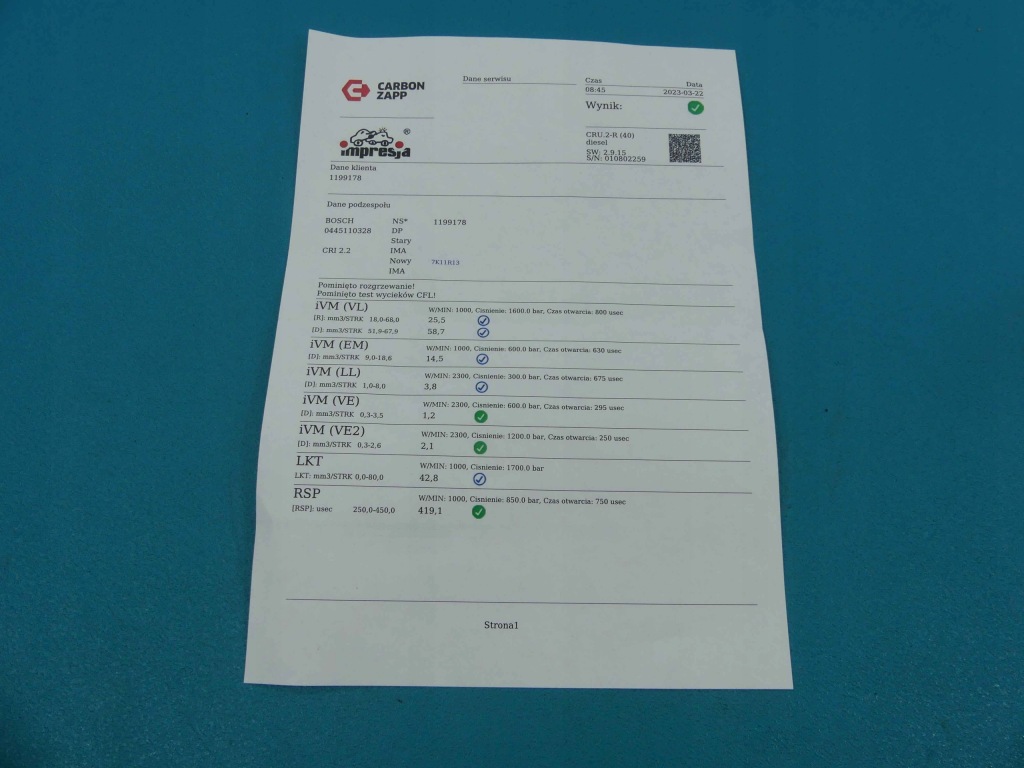 CARBON ZAPP
Dane serwisu
Czas Data
08:45 2023-03-22
Wynik:
impresja ®
CRU.2-R (40)
diesel
SW: 2.9.15
S/N: 010802259
Dane klienta
1199178
Dane podzespołu
BOSCH NS* 1199178
0445110328 DP
Stary
CRI 2.2 IMA
Nowy 7K11R13
IMA
Pominięto rozgrzewanie!
Pominięto test wycieków CFL!
iVM (VL) W/MIN: 1000, Cisnienie: 1600.0 bar, Czas otwarcia: 800 usec
[R]: mm3/STRK 18,0-68,0 25,5
[D]: mm3/STRK 51,9-67,9 58,7
iVM (EM) W/MIN: 1000, Cisnienie: 600.0 bar, Czas otwarcia: 630 usec
[D]: mm3/STRK 9,0-18,6 14,5
iVM (LL) W/MIN: 2300, Cisnienie: 300.0 bar, Czas otwarcia: 675 usec
[D]: mm3/STRK 1,0-8,0 3,8
iVM (VE) W/MIN: 2300, Cisnienie: 600.0 bar, Czas otwarcia: 295 usec
[D]: mm3/STRK 0,3-3,5 1,2
iVM (VE2) W/MIN: 2300, Cisnienie: 1200.0 bar, Czas otwarcia: 250 usec
[D]: mm3/STRK 0,3-2,6 2,1
LKT W/MIN: 1000, Cisnienie: 1700.0 bar
LKT: mm3/STRK 0,0-80,0 42,8
RSP W/MIN: 1000, Cisnienie: 850.0 bar, Czas otwarcia: 750 usec
[RSP]: usec 250,0-450,0 419,1
Strona1